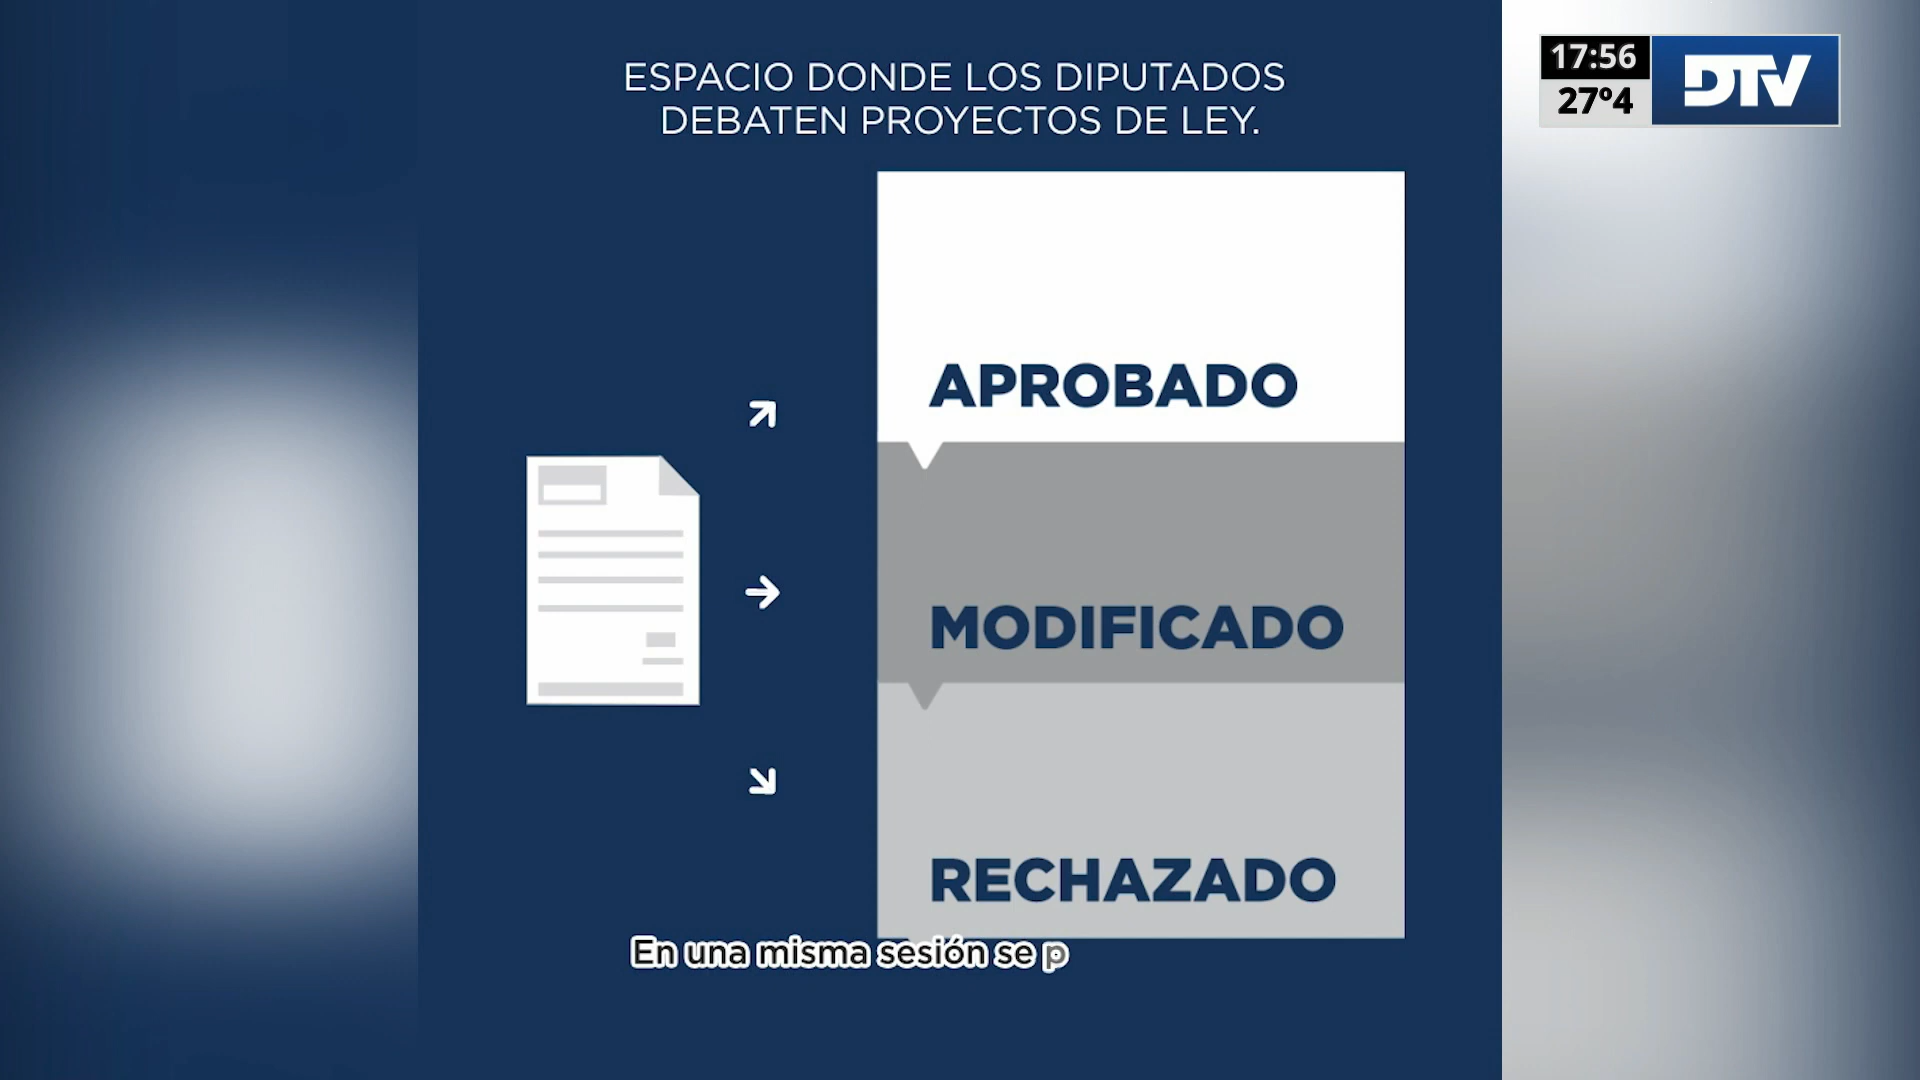 ESPACIO DONDE LOS DIPUTADOS
DEBATEN PROYECTOS DE LEY.
17:56
27º4
DTV
APROBADO
MODIFICADO
RECHAZADO
En una misma sesión se p